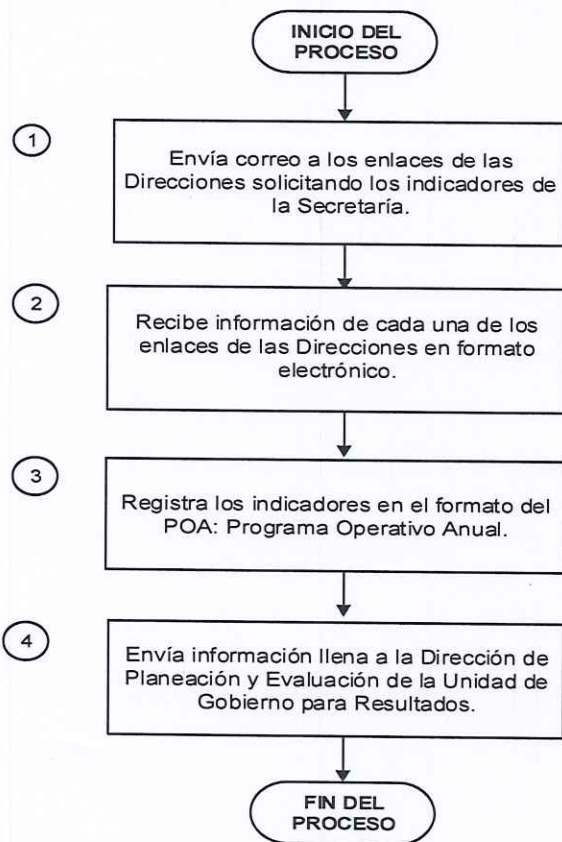 INICIO DEL
PROCESO
1
Envía correo a los enlaces de las
Direcciones solicitando los indicadores de
la Secretaría.
2
Recibe información de cada una de los
enlaces de las Direcciones en formato
electrónico.
3
Registra los indicadores en el formato del
POA: Programa Operativo Anual.
4
Envía información llena a la Dirección de
Planeación y Evaluación de la Unidad de
Gobierno para Resultados.
FIN DEL
PROCESO